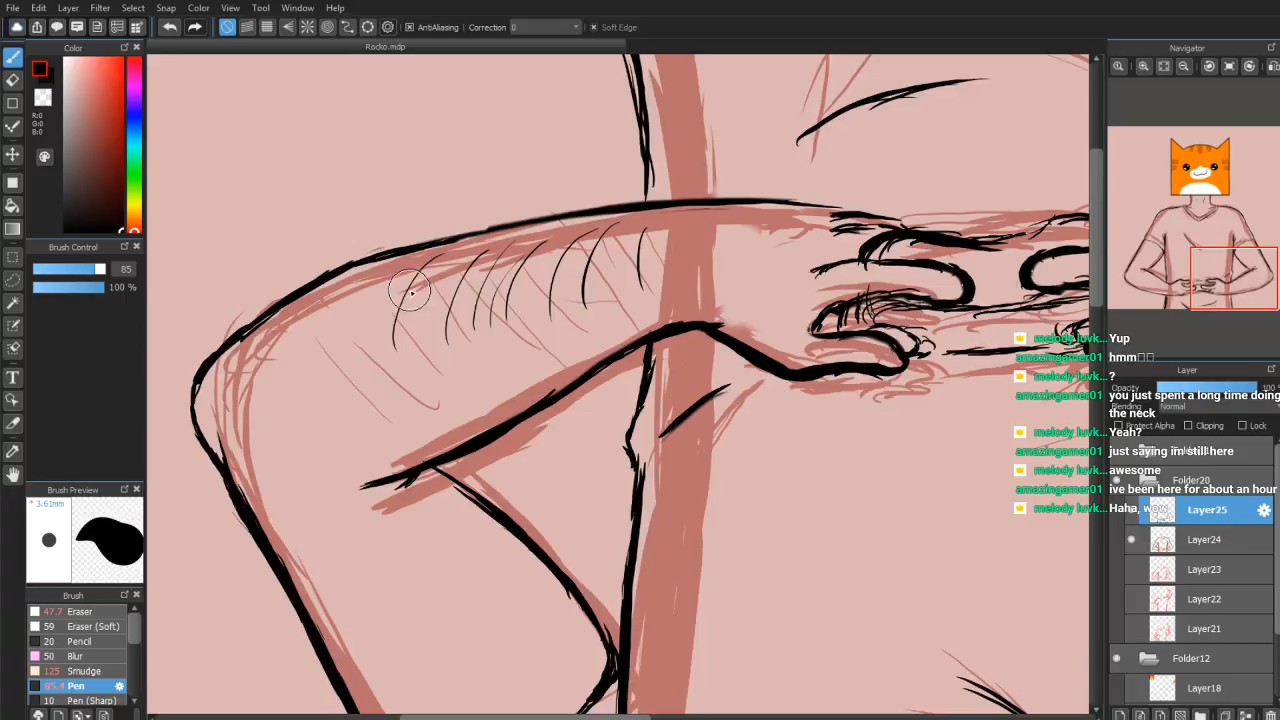 File Edit Layer Filter Select Snap Color View Tool Window Help
AntiAliasing Correction 0 Soft Edge
Color
Rocko.mdp
Navigator
R:0
G:0
B:0
Brush Control
85
100 %
Brush Preview
* 3.61mm
Brush
47.7 Eraser
59 Eraser (Soft)
20 Pencil
50 Blur
125 Smudge
85.4 Pen
10 Pen (Sharp)
melody luvk... Yup
amazingamer01 hmm
melody luvk... ?
amazingamer01 you just spent a long time doing
the neck
melody luvk... Yeah?
amazingamer01 just saying im still here
melody luvk... awesome
amazingamer01 ive been here for about an hour
melody luvk... Haha, wow
Layer
Opacity 100 %
Blending Normal
Protect Alpha Clipping Lock
Folder20
Layer25
Layer24
Layer23
Layer22
Layer21
Folder12
Layer18